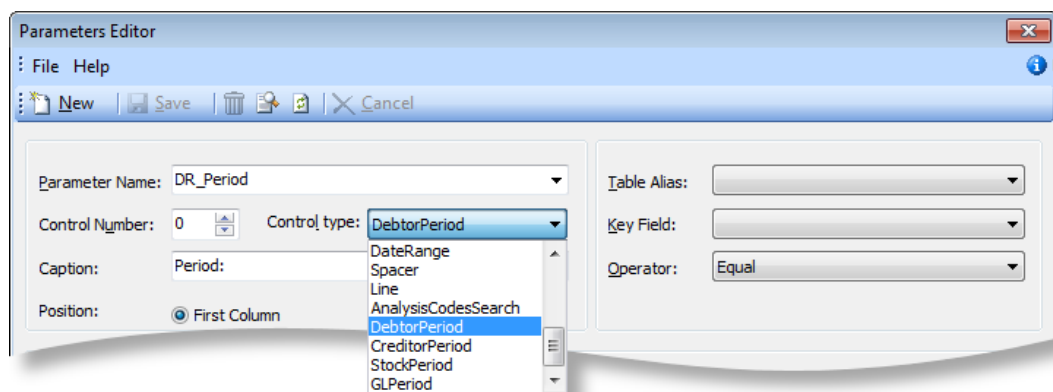 Parameters Editor
File Help
New Save Cancel
Parameter Name: DR_Period
Control Number: 0 Control type: DebtorPeriod
Caption: Period:
Position: First Column
DateRange
Spacer
Line
AnalysisCodesSearch
DebtorPeriod
CreditorPeriod
StockPeriod
GLPeriod
Table Alias:
Key Field:
Operator: Equal